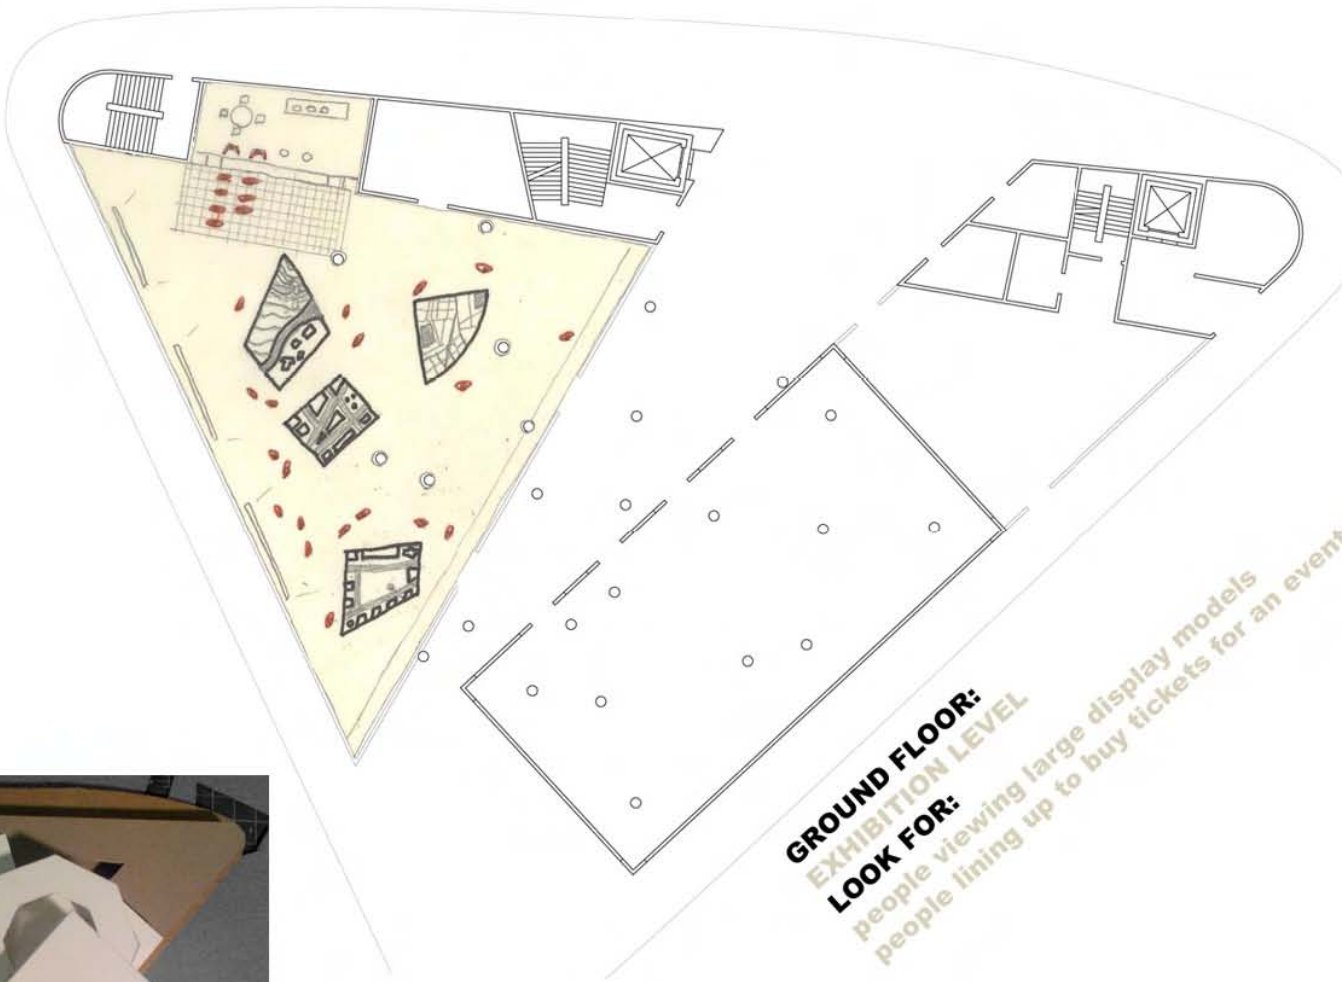 GROUND FLOOR:
EXHIBITION LEVEL
LOOK FOR:
people viewing large display models
people lining up to buy tickets for an event